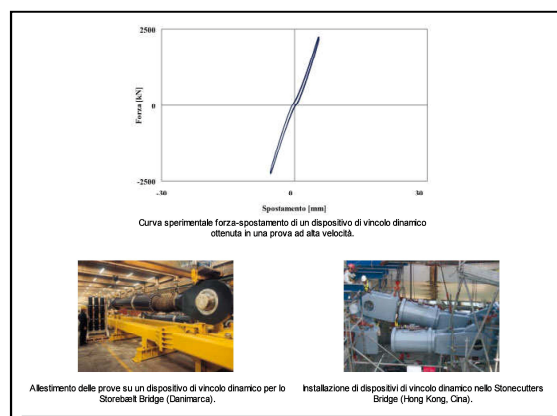 2500
Forza [kN]
0
-2500
-30
0
30
Spostamento [mm]
Curva sperimentale forza-spostamento di un dispositivo di vincolo dinamico
ottenuta in una prova ad alta velocità.
Allestimento delle prove su un dispositivo di vincolo dinamico per lo
Storebælt Bridge (Danimarca).
Installazione di dispositivi di vincolo dinamico nello Stonecutters
Bridge (Hong Kong, Cina).